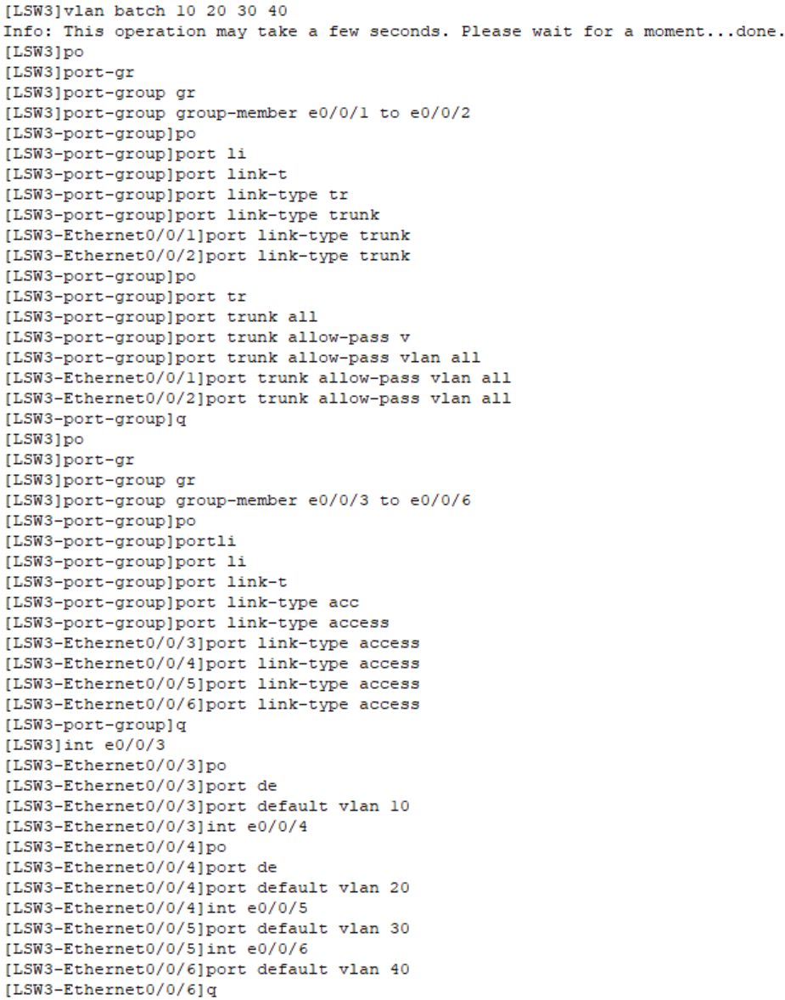 [LSW3]vlan batch 10 20 30 40
Info: This operation may take a few seconds. Please wait for a moment...done.
[LSW3]po
[LSW3]port-gr
[LSW3]port-group gr
[LSW3]port-group group-member e0/0/1 to e0/0/2
[LSW3-port-group]po
[LSW3-port-group]port li
[LSW3-port-group]port link-t
[LSW3-port-group]port link-type tr
[LSW3-port-group]port link-type trunk
[LSW3-Ethernet0/0/1]port link-type trunk
[LSW3-Ethernet0/0/2]port link-type trunk
[LSW3-port-group]po
[LSW3-port-group]port tr
[LSW3-port-group]port trunk all
[LSW3-port-group]port trunk allow-pass v
[LSW3-port-group]port trunk allow-pass vlan all
[LSW3-Ethernet0/0/1]port trunk allow-pass vlan all
[LSW3-Ethernet0/0/2]port trunk allow-pass vlan all
[LSW3-port-group]q
[LSW3]po
[LSW3]port-gr
[LSW3]port-group gr
[LSW3]port-group group-member e0/0/3 to e0/0/6
[LSW3-port-group]po
[LSW3-port-group]portli
[LSW3-port-group]port li
[LSW3-port-group]port link-t
[LSW3-port-group]port link-type acc
[LSW3-port-group]port link-type access
[LSW3-Ethernet0/0/3]port link-type access
[LSW3-Ethernet0/0/4]port link-type access
[LSW3-Ethernet0/0/5]port link-type access
[LSW3-Ethernet0/0/6]port link-type access
[LSW3-port-group]q
[LSW3]int e0/0/3
[LSW3-Ethernet0/0/3]po
[LSW3-Ethernet0/0/3]port de
[LSW3-Ethernet0/0/3]port default vlan 10
[LSW3-Ethernet0/0/3]int e0/0/4
[LSW3-Ethernet0/0/4]po
[LSW3-Ethernet0/0/4]port de
[LSW3-Ethernet0/0/4]port default vlan 20
[LSW3-Ethernet0/0/4]int e0/0/5
[LSW3-Ethernet0/0/5]port default vlan 30
[LSW3-Ethernet0/0/5]int e0/0/6
[LSW3-Ethernet0/0/6]port default vlan 40
[LSW3-Ethernet0/0/6]q